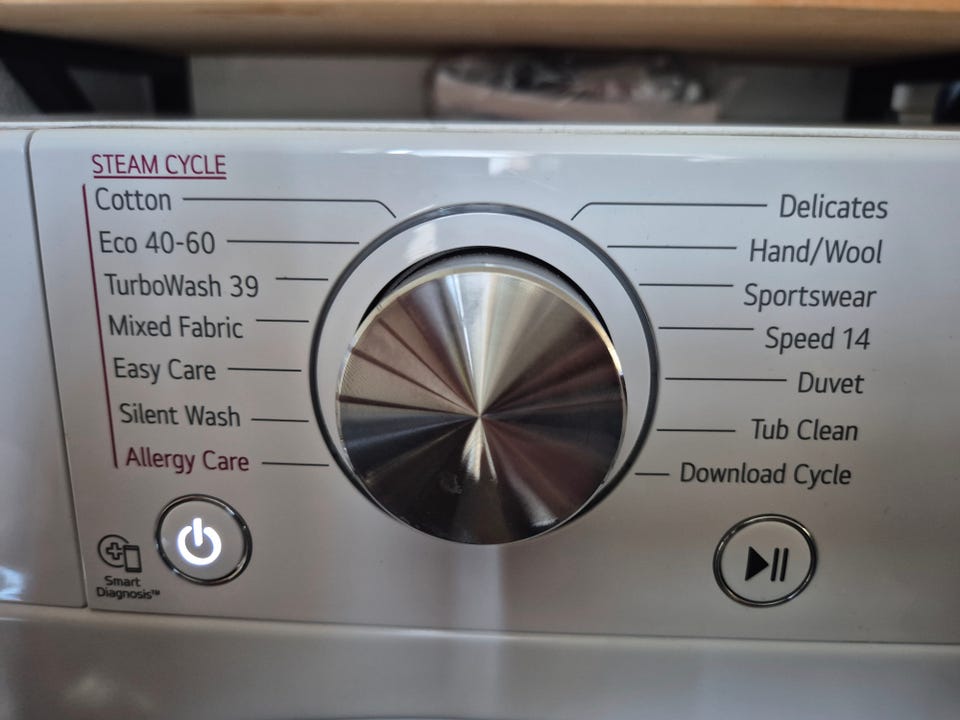 STEAM CYCLE
Cotton
Eco 40-60
TurboWash 39
Mixed Fabric
Easy Care
Silent Wash
Allergy Care
Smart
Diagnosis™
Delicates
Hand/Wool
Sportswear
Speed 14
Duvet
Tub Clean
Download Cycle